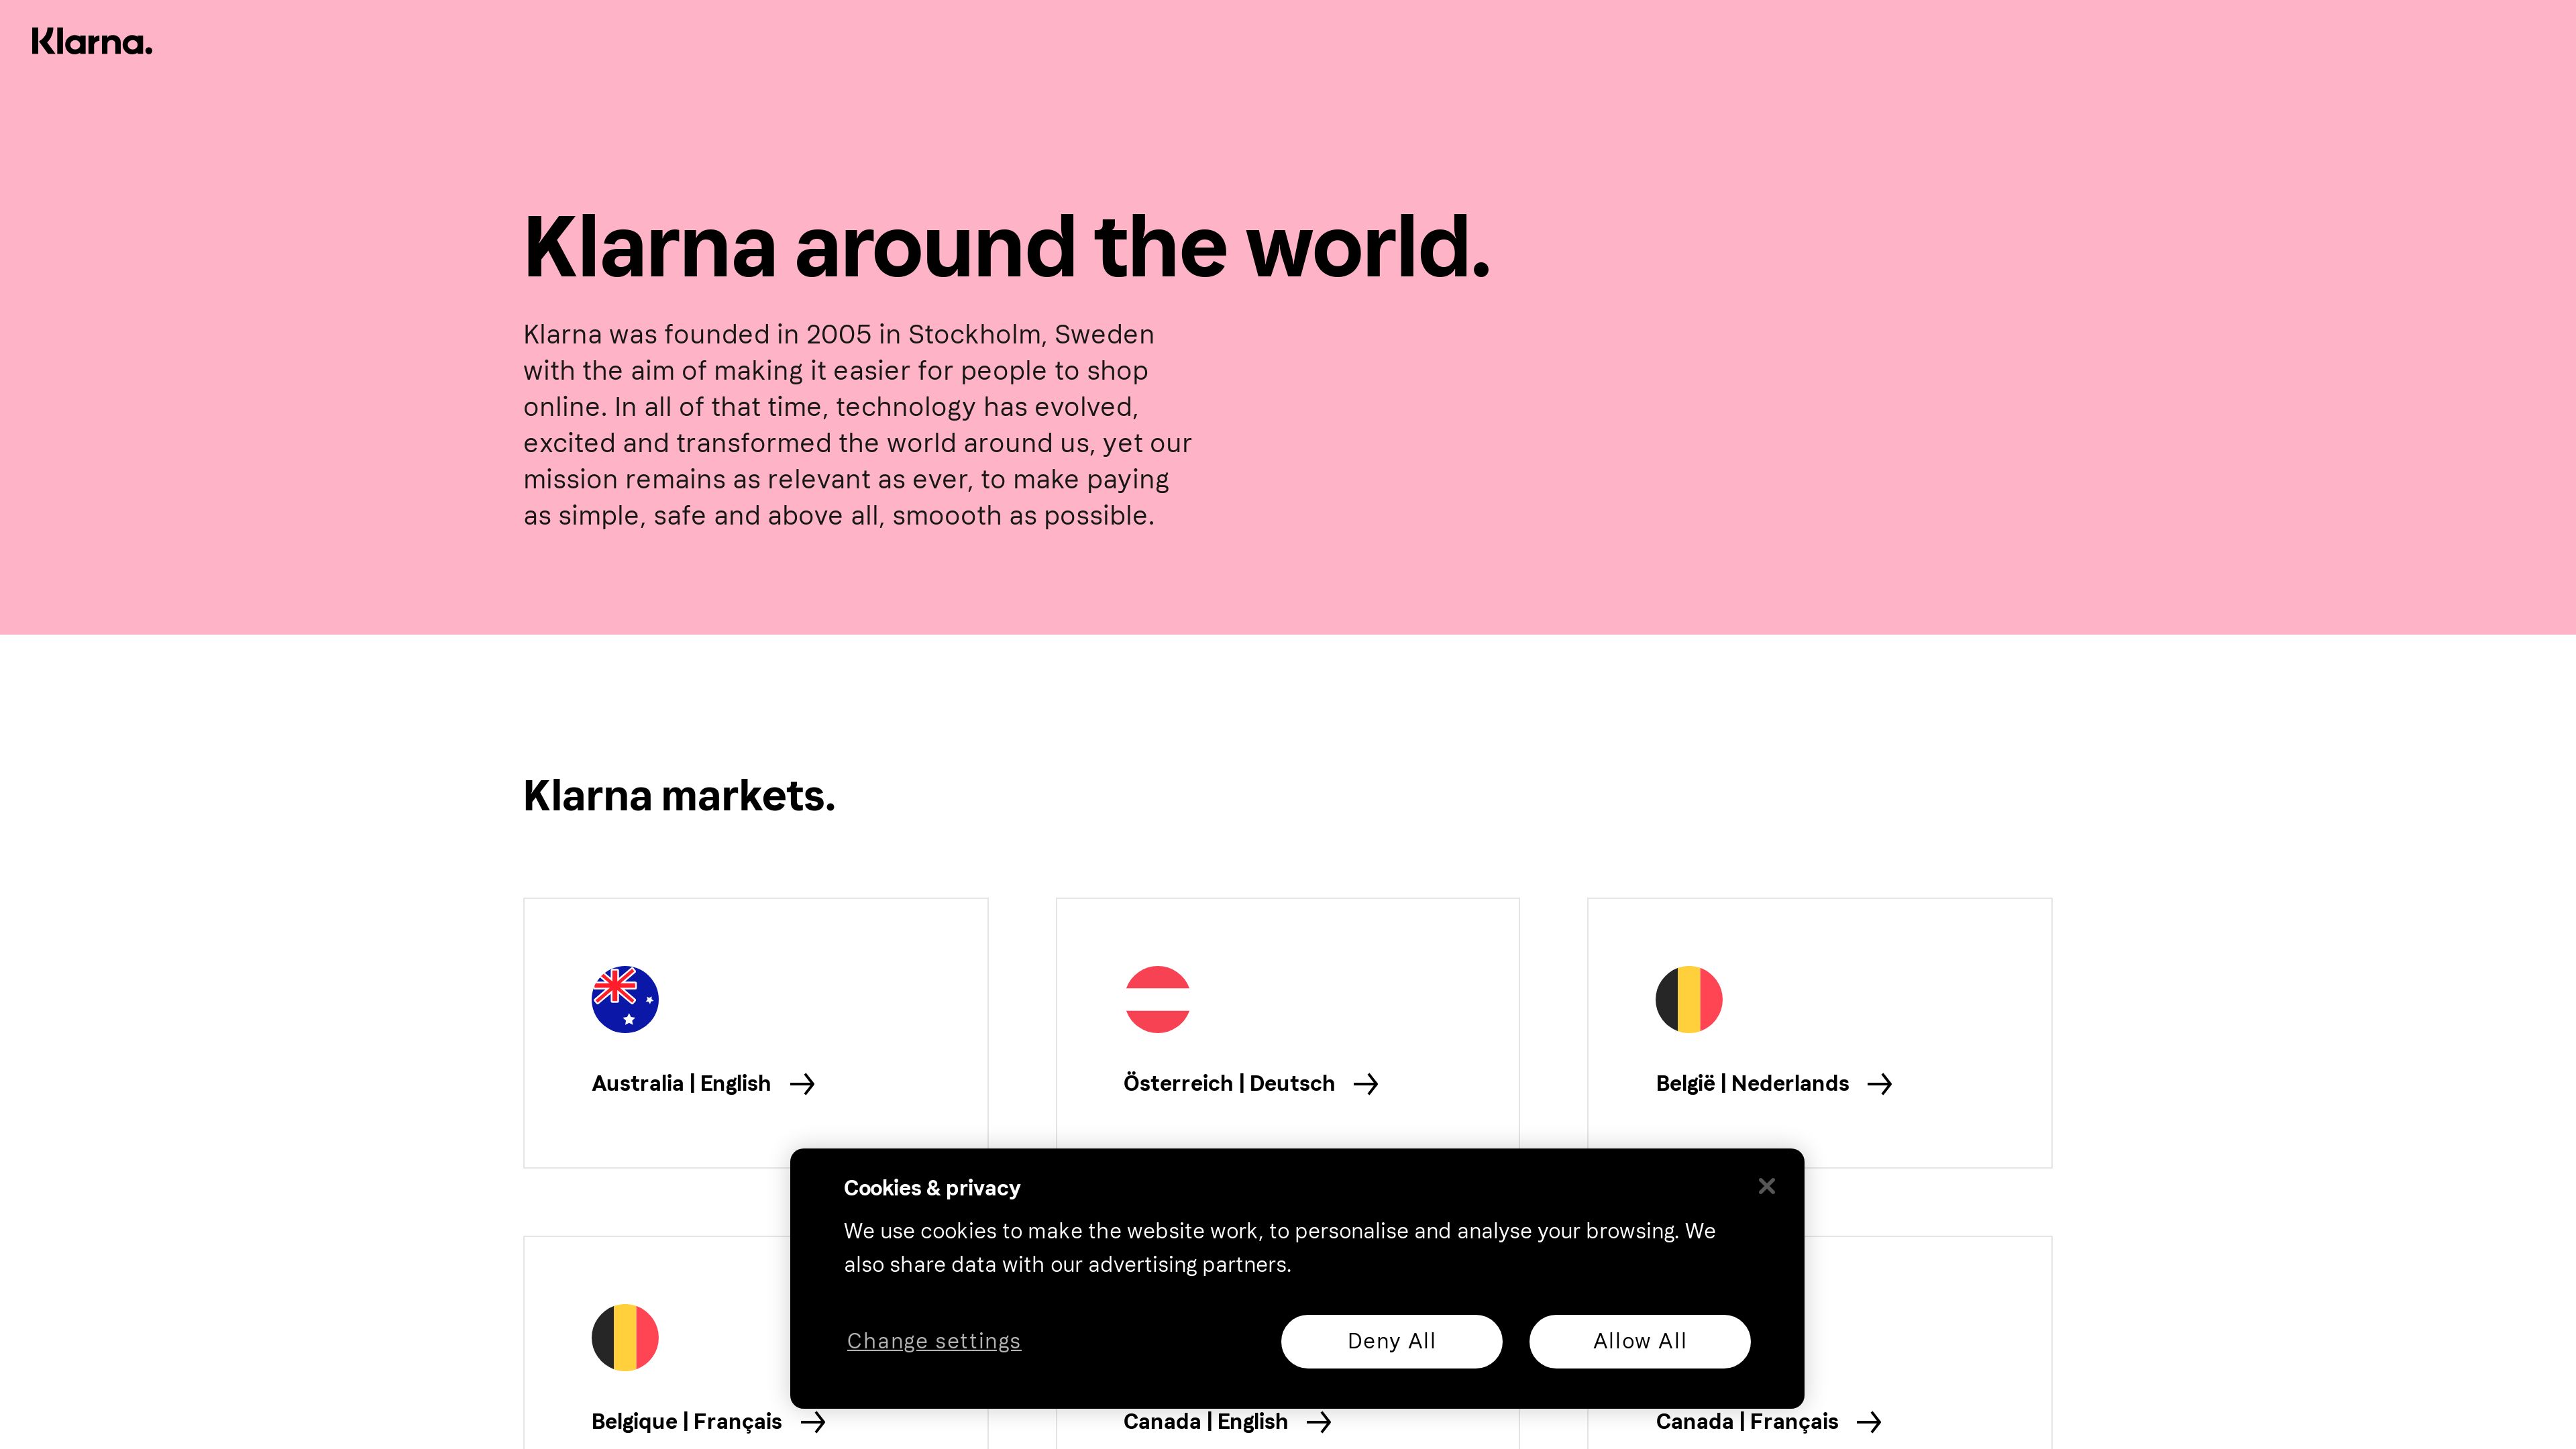 Klarna.
Klarna around the world.
Klarna was founded in 2005 in Stockholm, Sweden
with the aim of making it easier for people to shop
online. In all of that time, technology has evolved,
excited and transformed the world around us, yet our
mission remains as relevant as ever, to make paying
as simple, safe and above all, smoooth as possible.
Klarna markets.
Australia | English
Österreich | Deutsch
België | Nederlands
Cookies & privacy
We use cookies to make the website work, to personalise and analyse your browsing. We
also share data with our advertising partners.
Change settings
Deny All
Allow All
Belgique | Français
Canada | English
Canada | Français